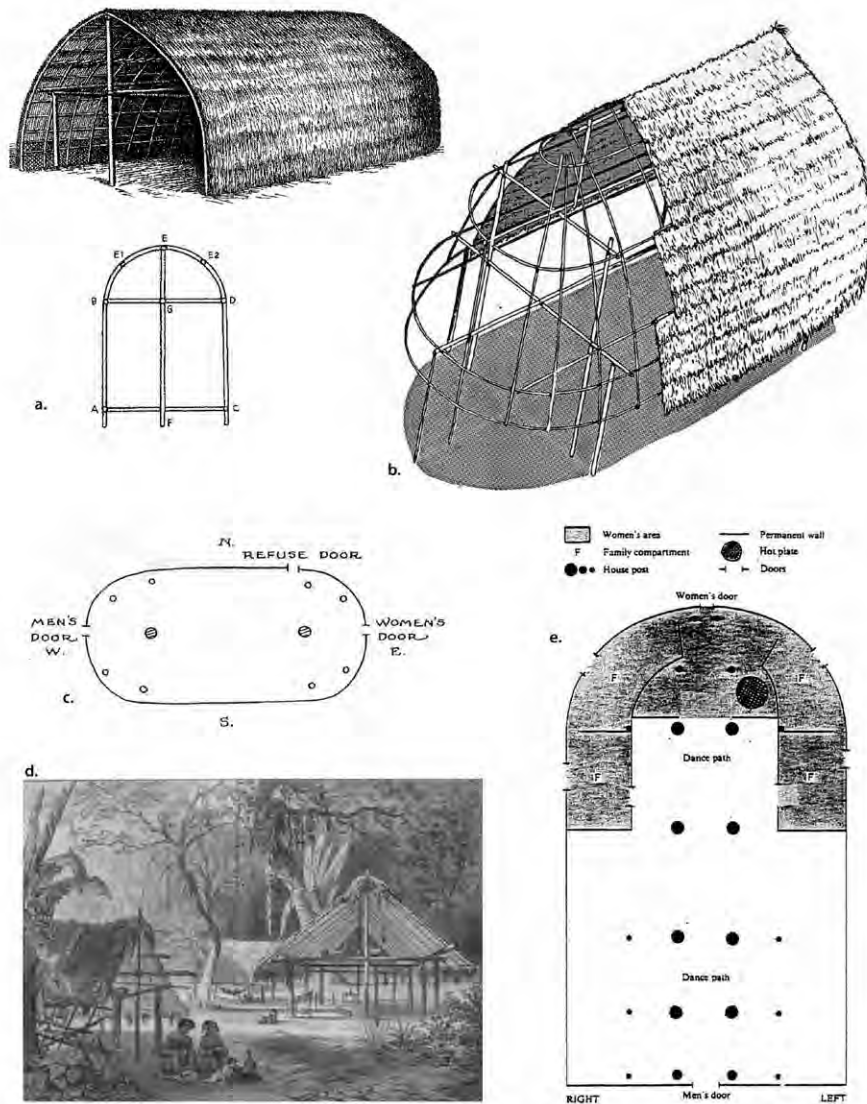 E
E1
E2
B
G
D
a.
A
F
C
b.
N.
REFUSE DOOR
MEN'S
DOOR
W.
WOMEN'S
DOOR
E.
c.
S.
d.
Women's area
F Family compartment
House post
Permanent wall
Hot plate
Doors
e.
Women's door
F
F
Dance path
F
F
Dance path
RIGHT
Men's door
LEFT